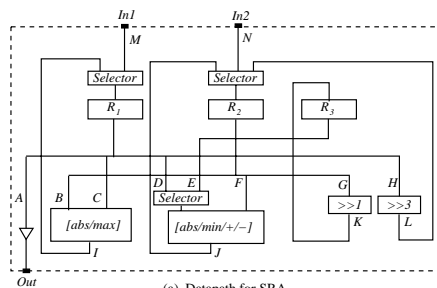 In1 In2
M N
Selector Selector
R1 R2 R3
A B C D E F G H
Selector
>>1 >>3
[abs/max] [abs/min/+/−]
K L
I J
Out
(a) Datapath for SRA